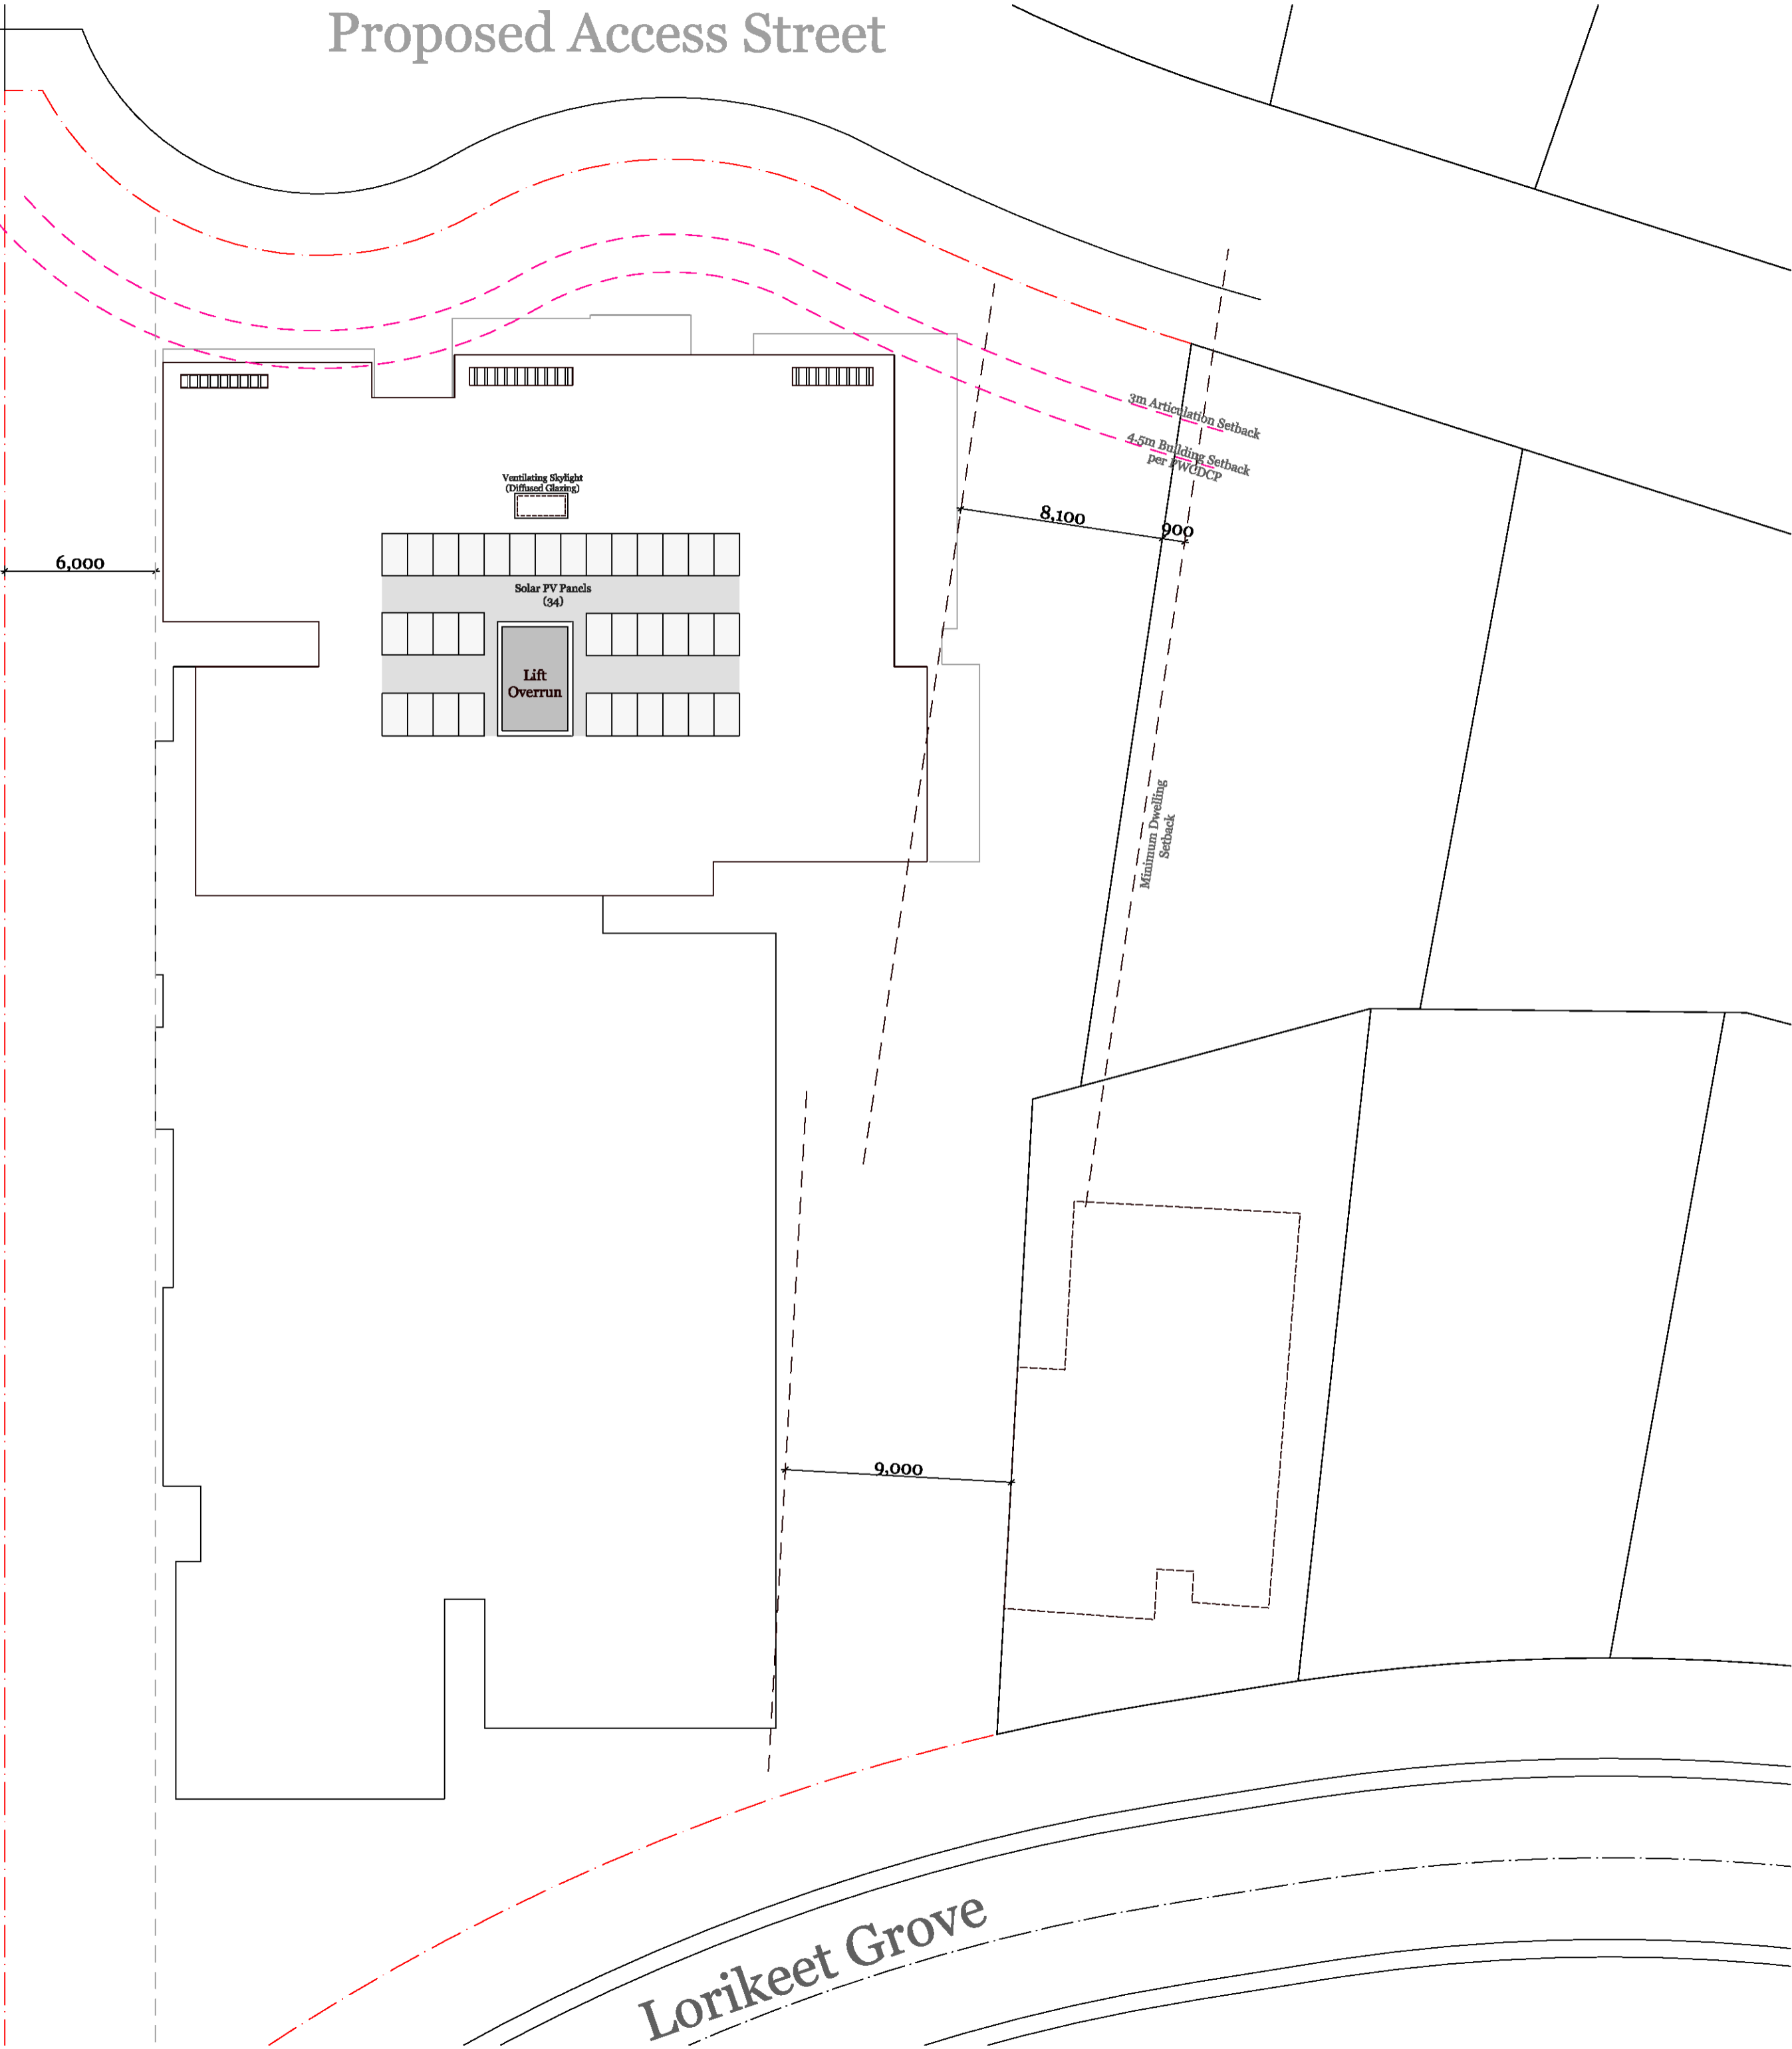 Proposed Access Street
3m Articulation Setback
4.5m Building Setback
per PWCDCP
Ventilating Skylight
(Diffused Glazing)
8,100
900
6,000
Solar PV Panels
(34)
Lift
Overrun
Minimum Dwelling
Setback
9,000
Lorikeet Grove